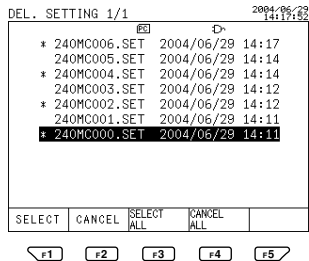 DEL. SETTING 1/1 2004/06/29
14:17:52
PC
* 240MC006.SET 2004/06/29 14:17
240MC005.SET 2004/06/29 14:14
* 240MC004.SET 2004/06/29 14:14
240MC003.SET 2004/06/29 14:12
* 240MC002.SET 2004/06/29 14:12
240MC001.SET 2004/06/29 14:11
* 240MC000.SET 2004/06/29 14:11
SELECT CANCEL SELECT ALL CANCEL ALL
F1 F2 F3 F4 F5